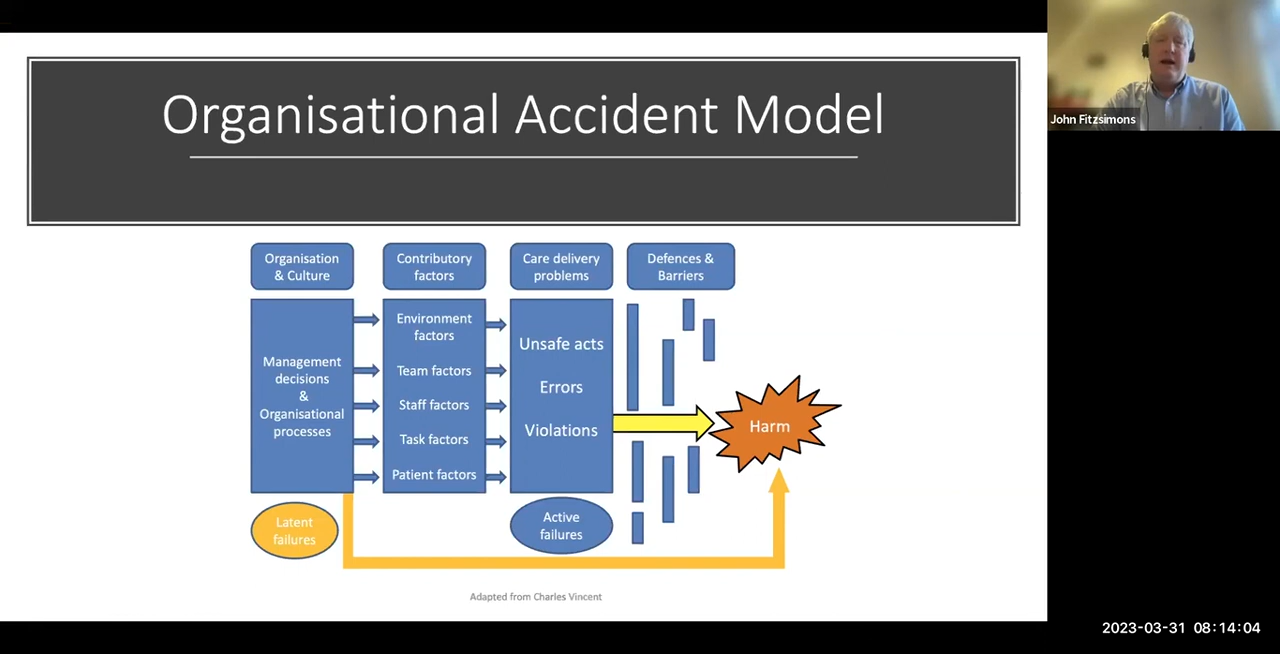 Organisational Accident Model
John Fitzsimons
Organisation
& Culture
Contributory
factors
Care delivery
problems
Defences &
Barriers
Management
decisions
&
Organisational
processes
Environment
factors
Team factors
Staff factors
Task factors
Patient factors
Unsafe acts
Errors
Violations
Harm
Latent
failures
Active
failures
Adapted from Charles Vincent
2023-03-31 08:14:04